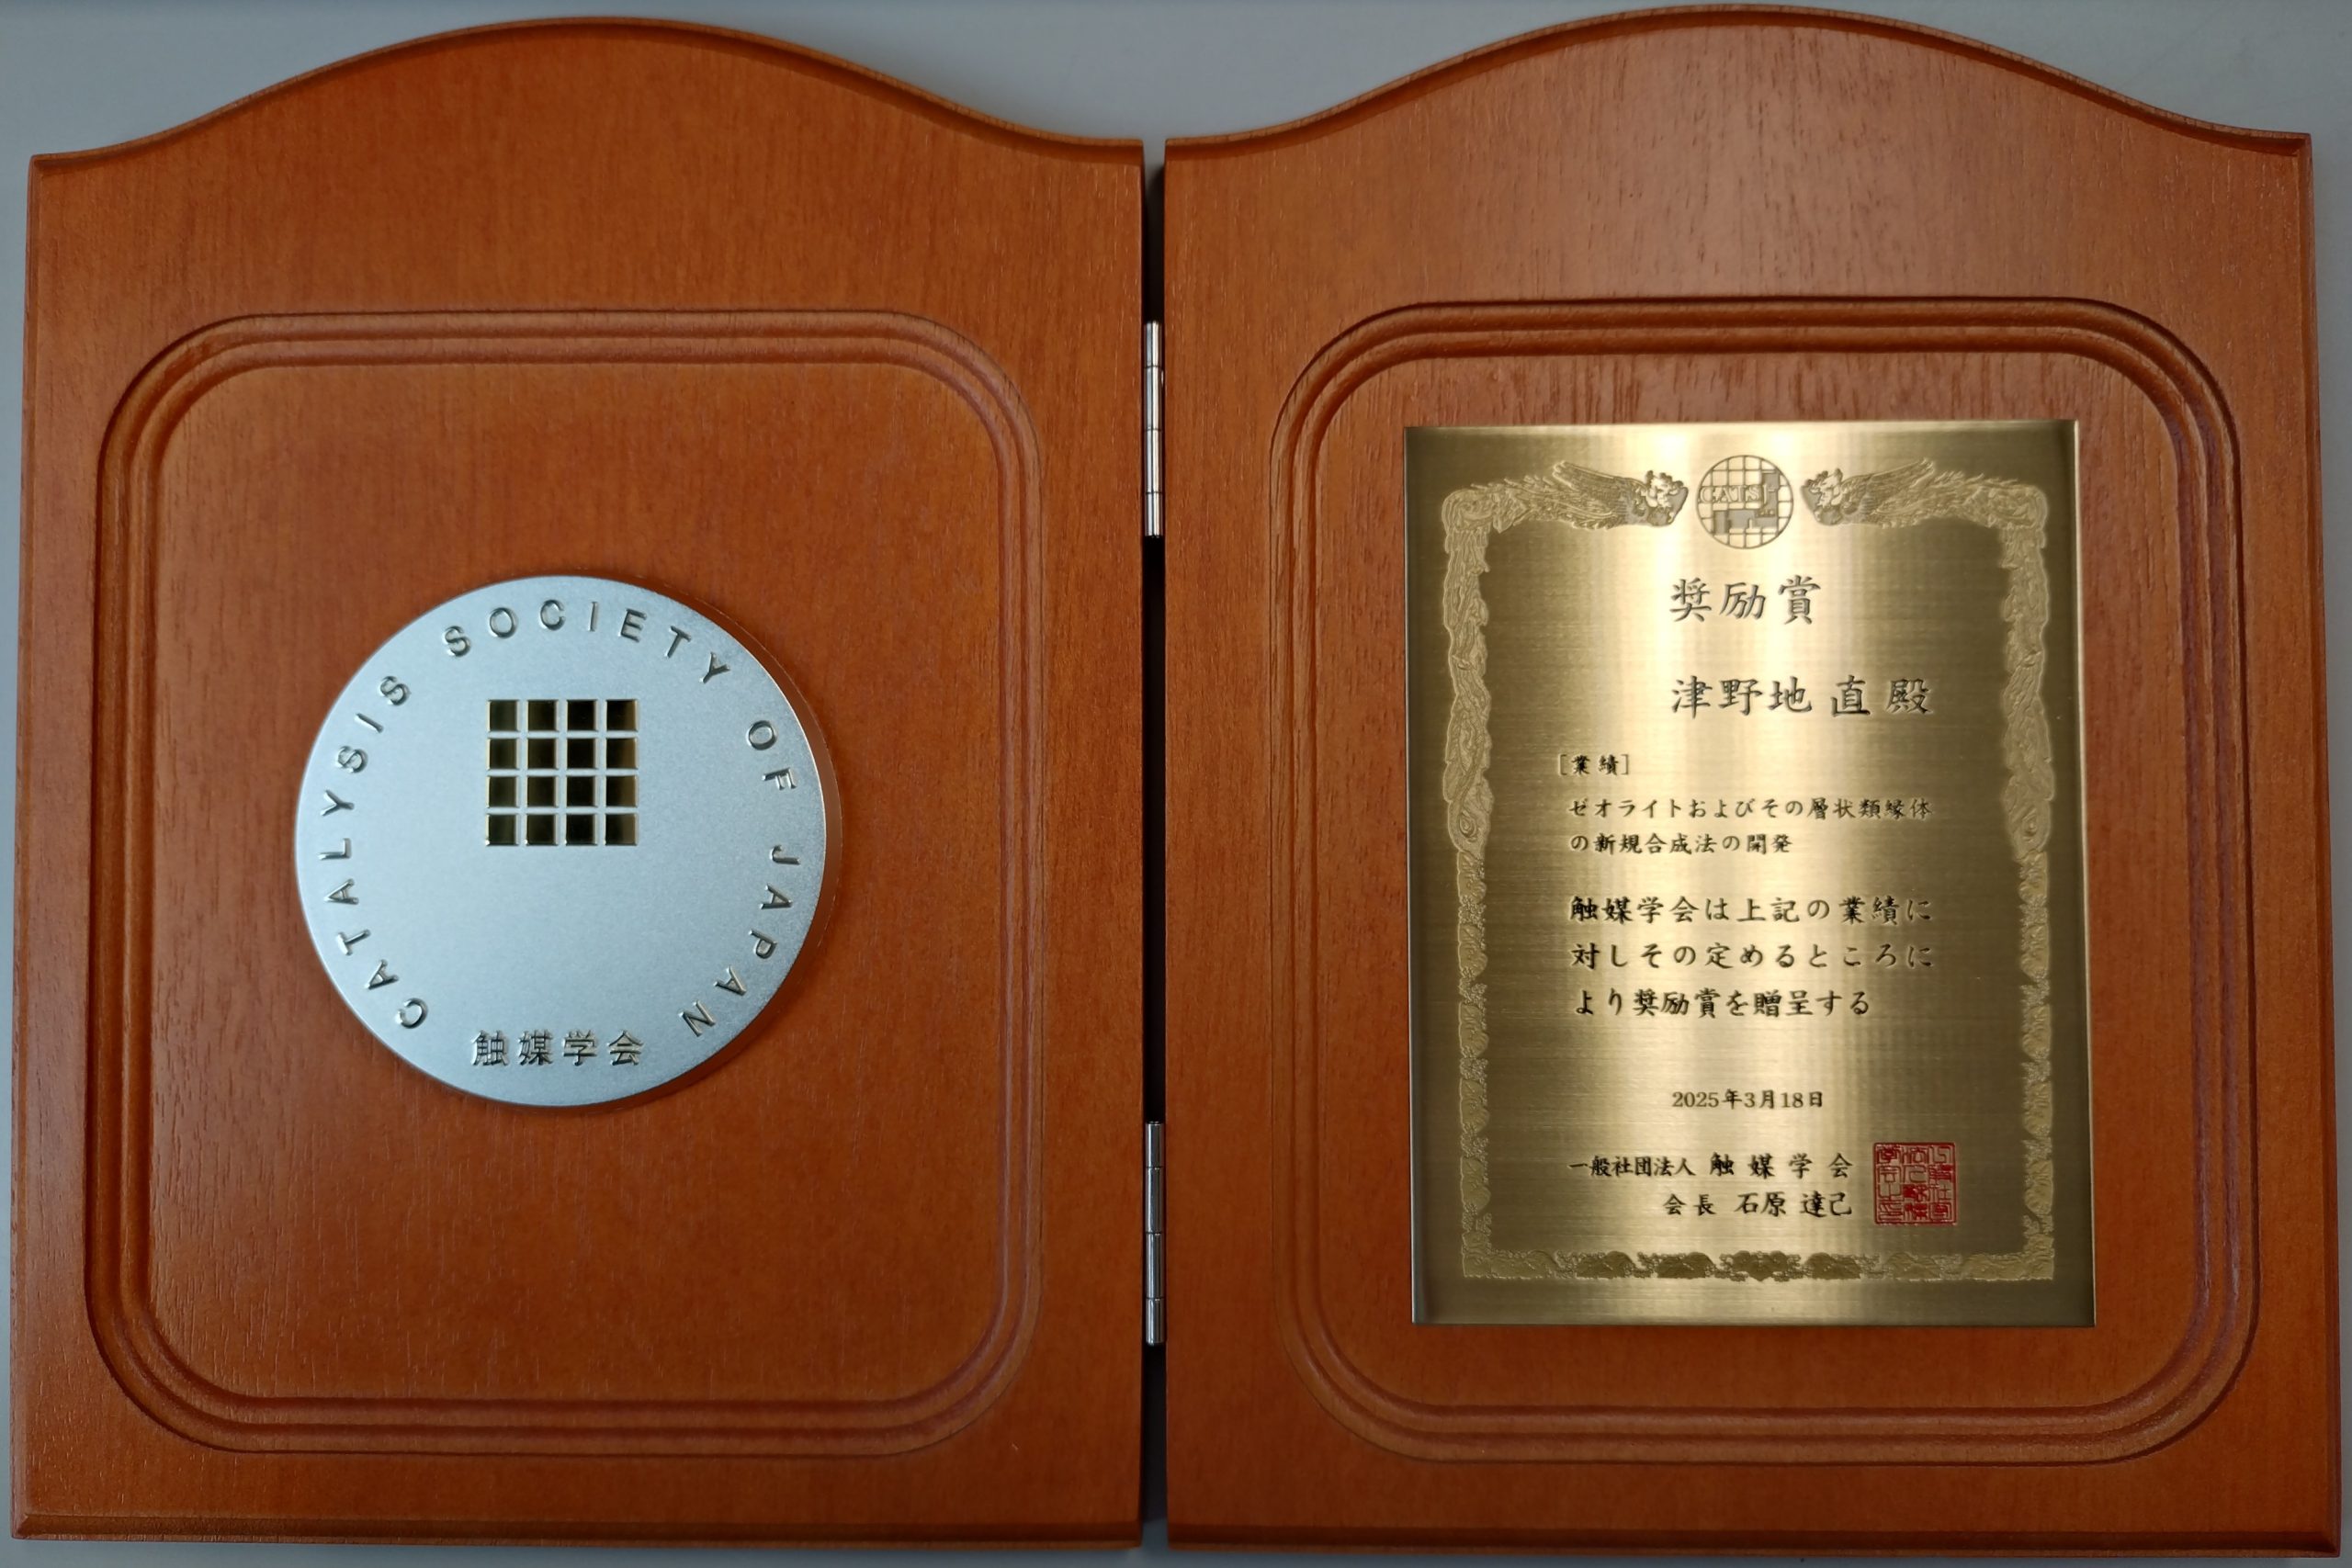 CATALYSIS SOCIETY OF JAPAN
触媒学会
CATSJ
奨励賞
津野地 直 殿
[業績]
ゼオライトおよびその層状類縁体
の新規合成法の開発
触媒学会は上記の業績に
対しその定めるところに
より奨励賞を贈呈する
2025年3月18日
一般社団法人 触媒学会
会長 石原 達己